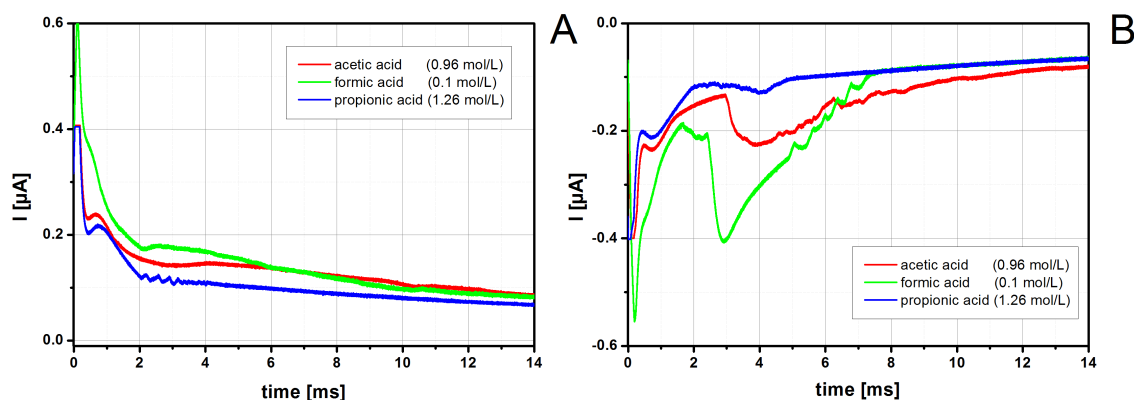 A
0.6
0.4
0.2
0.0
I [µA]
acetic acid (0.96 mol/L)
formic acid (0.1 mol/L)
propionic acid (1.26 mol/L)
0 2 4 6 8 10 12 14
time [ms]
B
-0.0
-0.2
-0.4
-0.6
I [µA]
acetic acid (0.96 mol/L)
formic acid (0.1 mol/L)
propionic acid (1.26 mol/L)
0 2 4 6 8 10 12 14
time [ms]